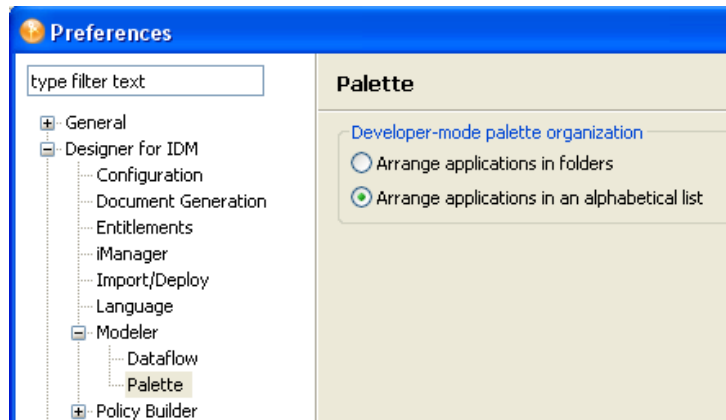 Preferences
type filter text
General
Designer for IDM
Configuration
Document Generation
Entitlements
iManager
Import/Deploy
Language
Modeler
Dataflow
Palette
Policy Builder
Palette
Developer-mode palette organization
Arrange applications in folders
Arrange applications in an alphabetical list